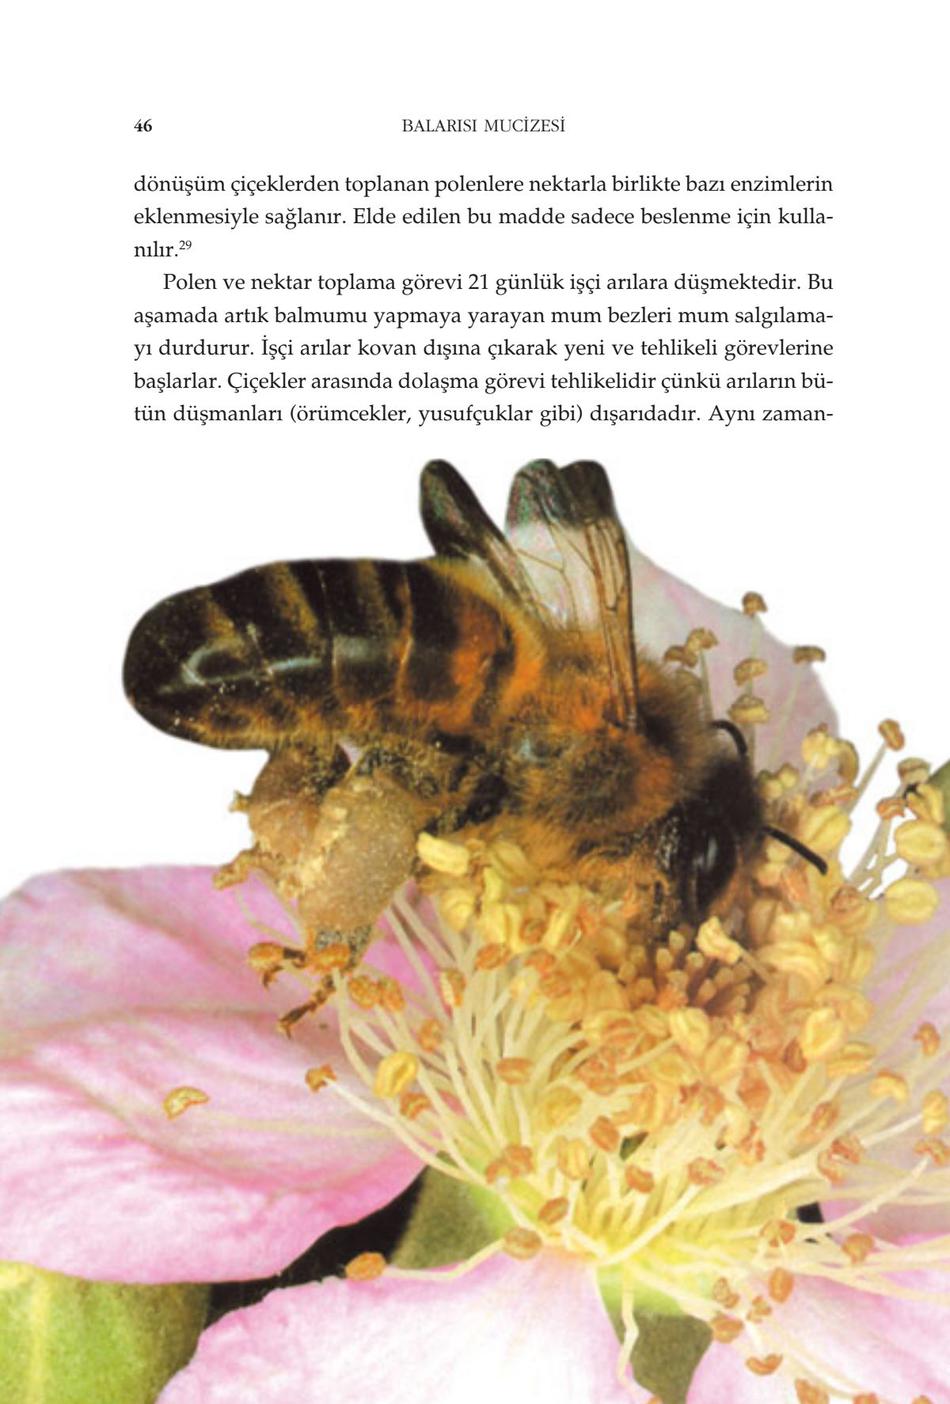 46
BALARISI MUCİZESİ
dönüşüm çiçeklerden toplanan polenlere nektarla birlikte bazı enzimlerin
eklenmesiyle sağlanır. Elde edilen bu madde sadece beslenme için kulla-
nılır.29
Polen ve nektar toplama görevi 21 günlük işçi arılara düşmektedir. Bu
aşamada artık balmumu yapmaya yarayan mum bezleri mum salgılama-
yı durdurur. İşçi arılar kovan dışına çıkarak yeni ve tehlikeli görevlerine
başlarlar. Çiçekler arasında dolaşma görevi tehlikelidir çünkü arıların bü-
tün düşmanları (örümcekler, yusufçuklar gibi) dışarıdadır. Aynı zaman-